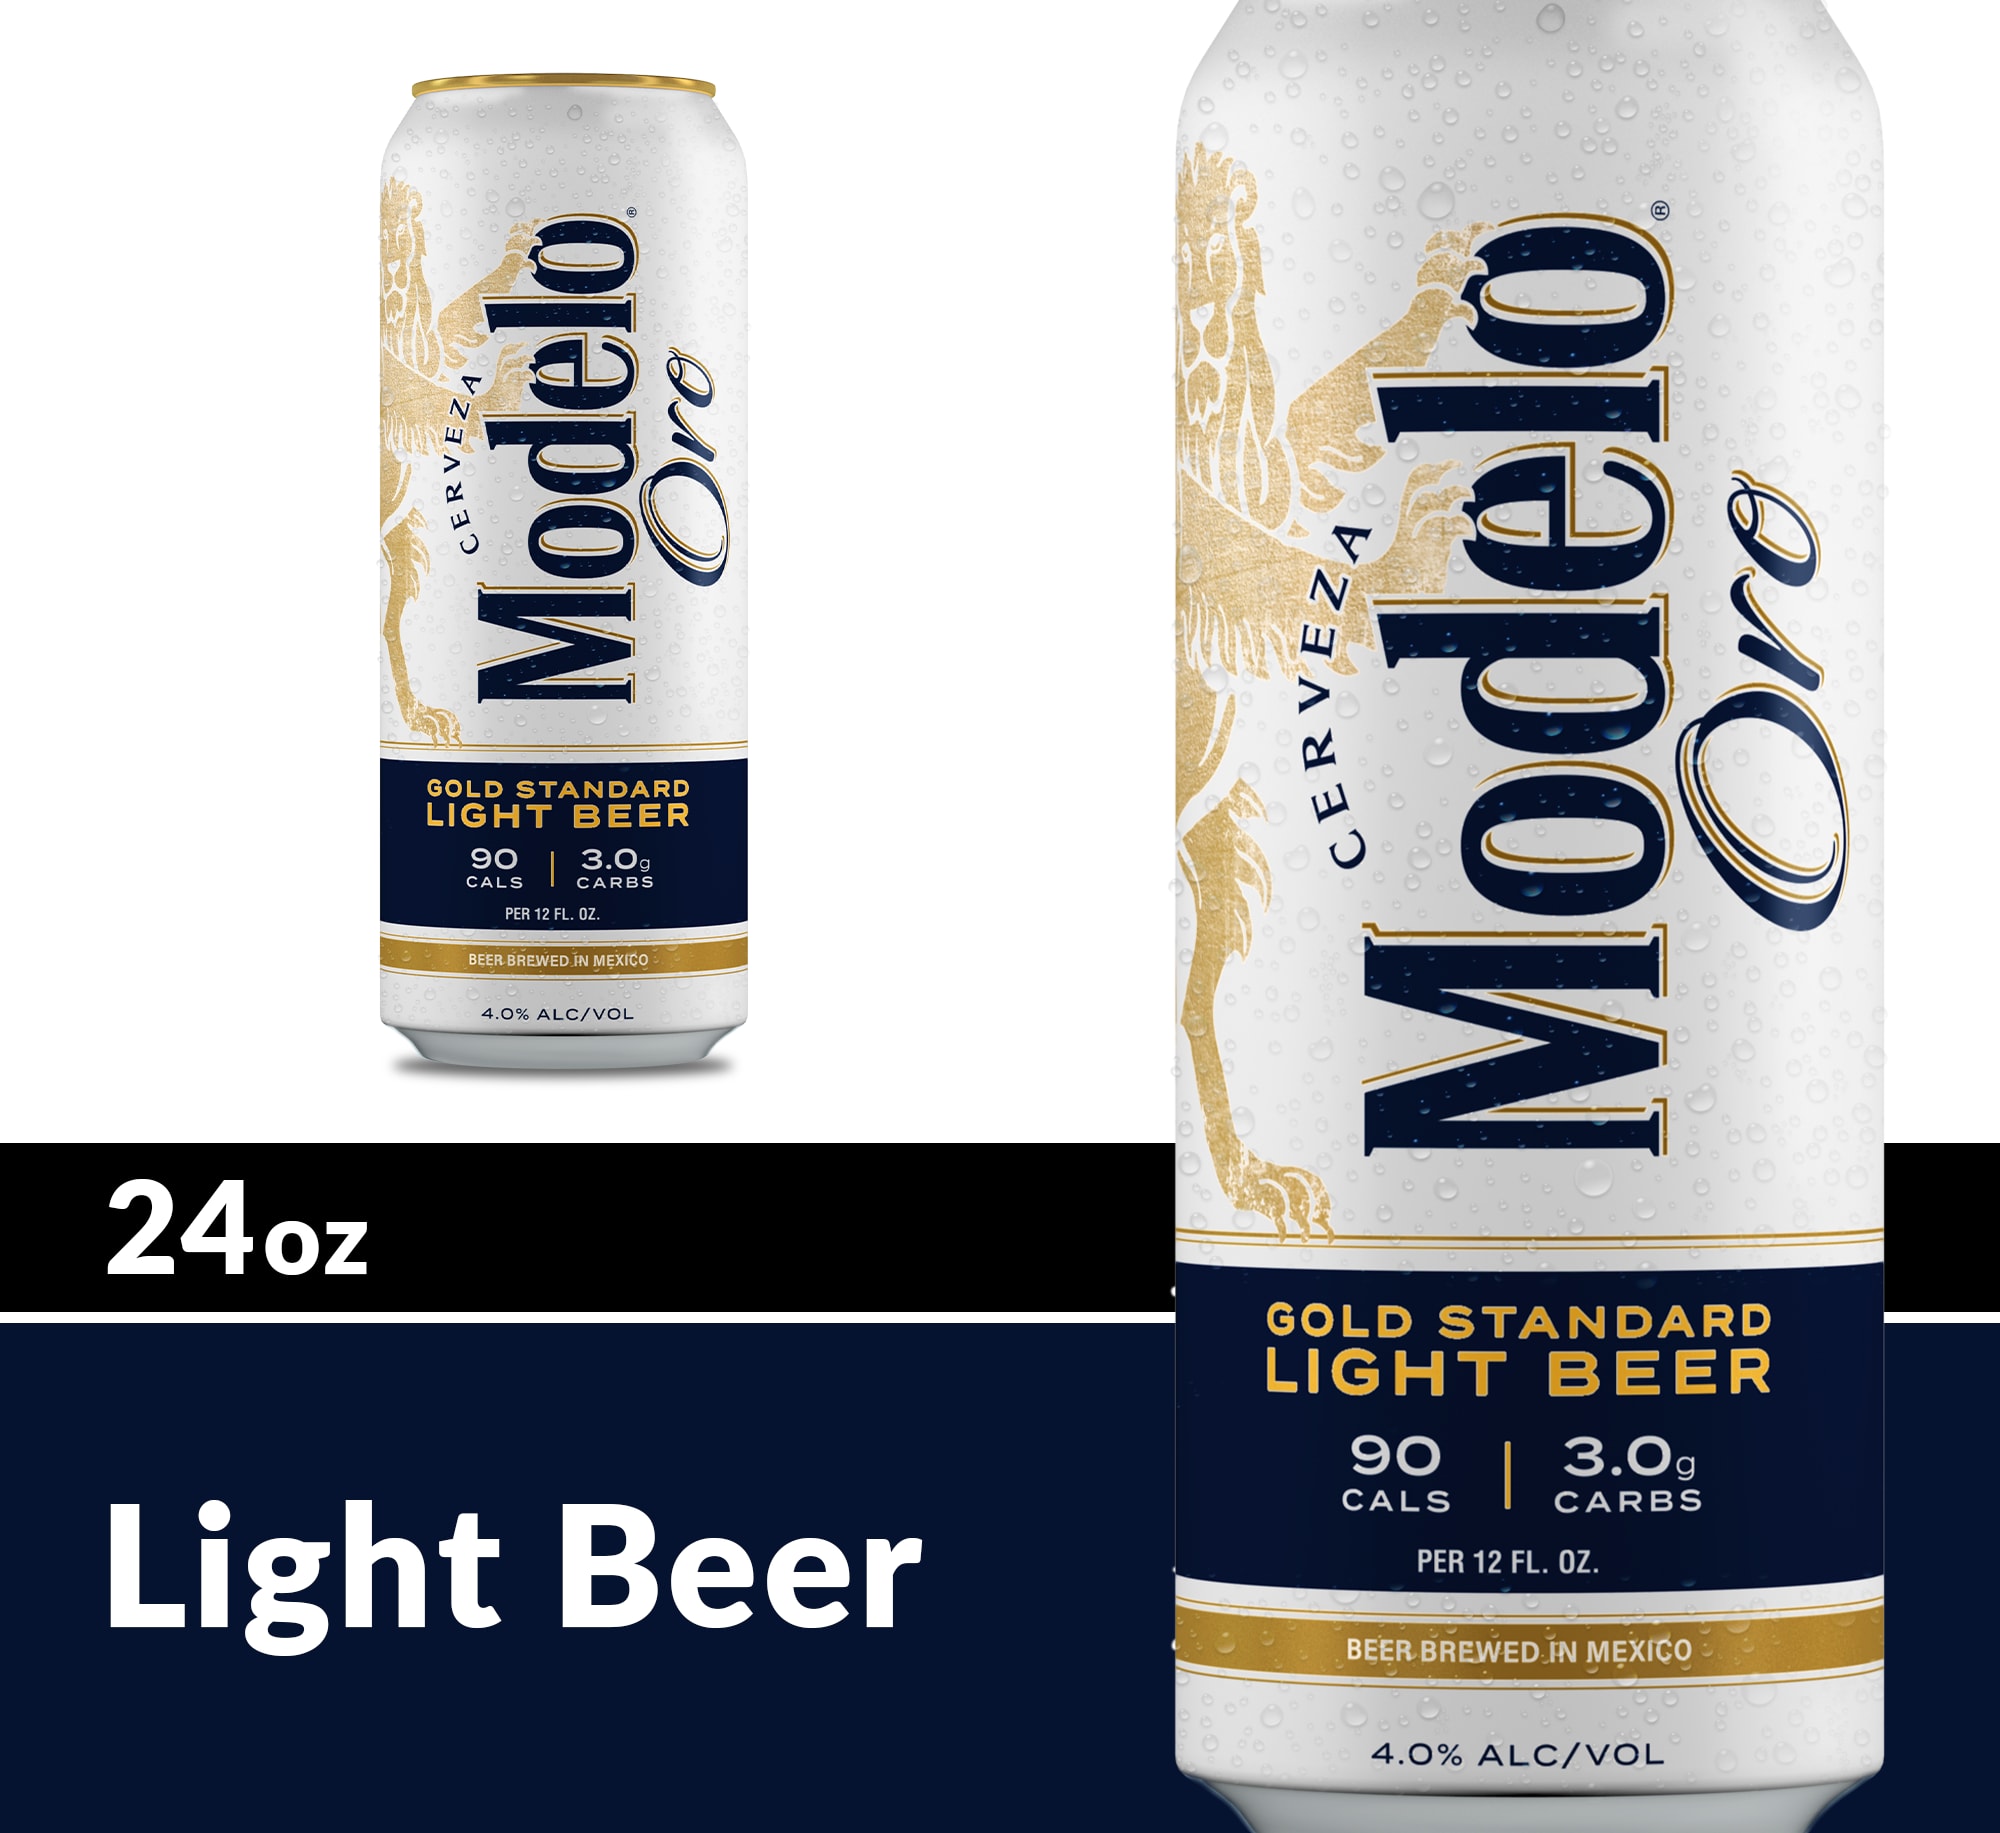 CERVEZA
Modelo®
Oro
GOLD STANDARD
LIGHT BEER
90 | 3.0g
CALS CARBS
PER 12 FL. OZ.
BEER BREWED IN MEXICO
4.0% ALC/VOL
24oz
Light Beer
CERVEZA
Modelo®
Oro
GOLD STANDARD
LIGHT BEER
90 | 3.0g
CALS CARBS
PER 12 FL. OZ.
BEER BREWED IN MEXICO
4.0% ALC/VOL